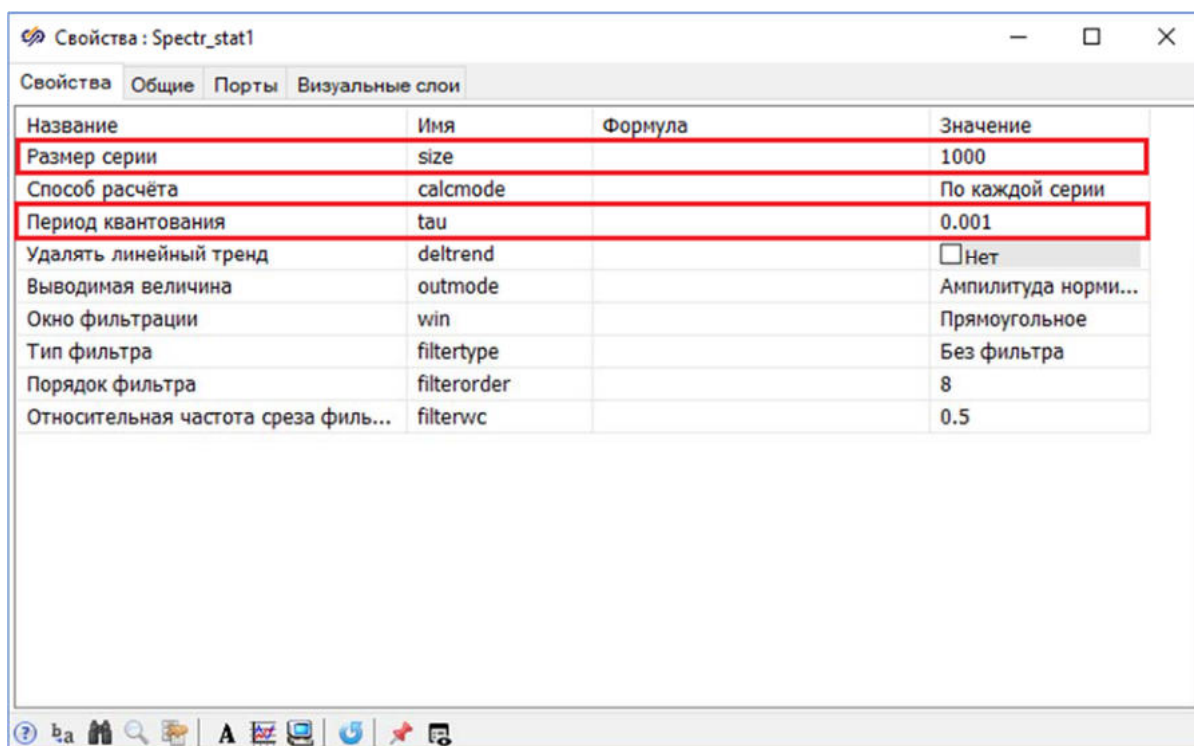 Свойства : Spectr_stat1
Свойства Общие Порты Визуальные слои
Название Имя Формула Значение
Размер серии size 1000
Способ расчёта calcmode По каждой серии
Период квантования tau 0.001
Удалять линейный тренд deltrend Нет
Выводимая величина outmode Ампилитуда норми...
Окно фильтрации win Прямоугольное
Тип фильтра filtertype Без фильтра
Порядок фильтра filterorder 8
Относительная частота среза филь... filterwc 0.5